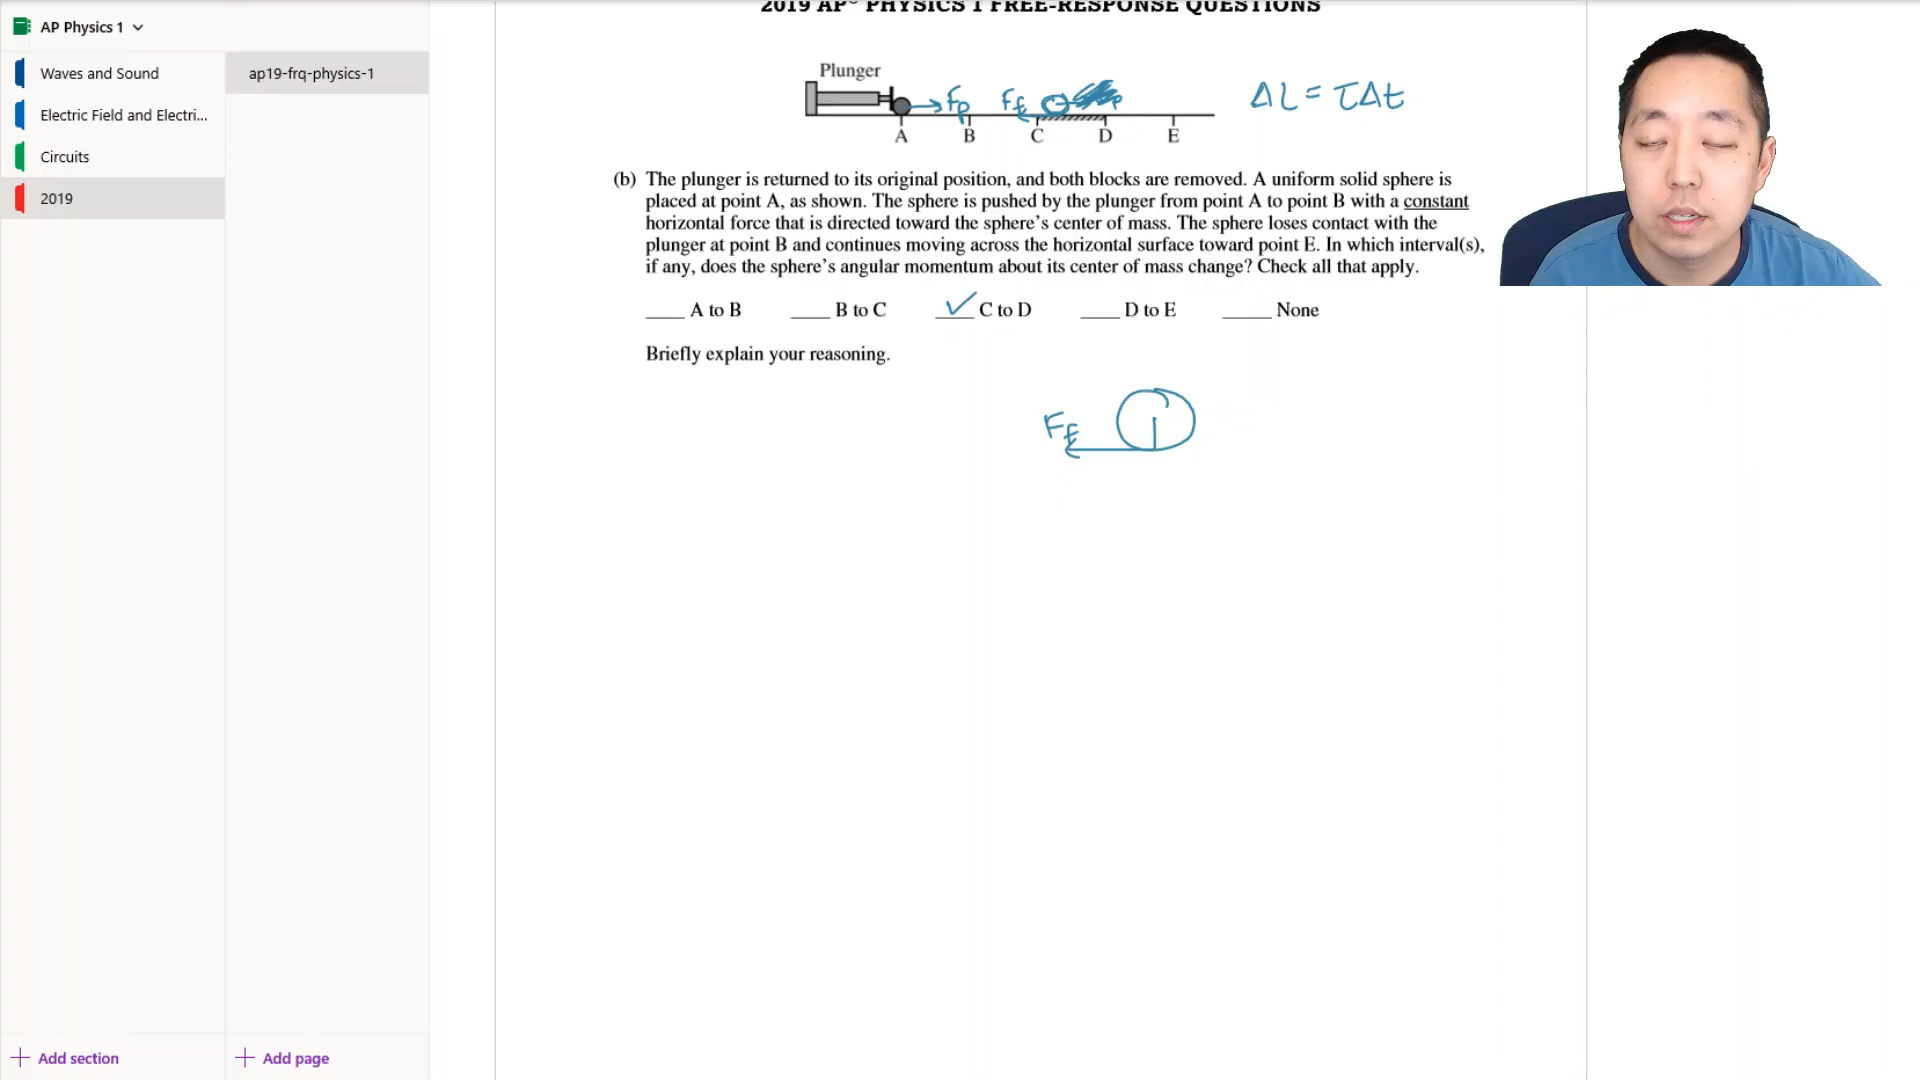 AP Physics 1
Waves and Sound
Electric Field and Electri...
Circuits
2019
ap19-frq-physics-1
Add section
Add page
2019 AP® PHYSICS 1 FREE-RESPONSE QUESTIONS
Plunger
Fp
Ff
ΔL = τΔt
A B C D E
(b) The plunger is returned to its original position, and both blocks are removed. A uniform solid sphere is
placed at point A, as shown. The sphere is pushed by the plunger from point A to point B with a constant
horizontal force that is directed toward the sphere's center of mass. The sphere loses contact with the
plunger at point B and continues moving across the horizontal surface toward point E. In which interval(s),
if any, does the sphere's angular momentum about its center of mass change? Check all that apply.
____ A to B ____ B to C ✓ C to D ____ D to E _____ None
Briefly explain your reasoning.
Ff